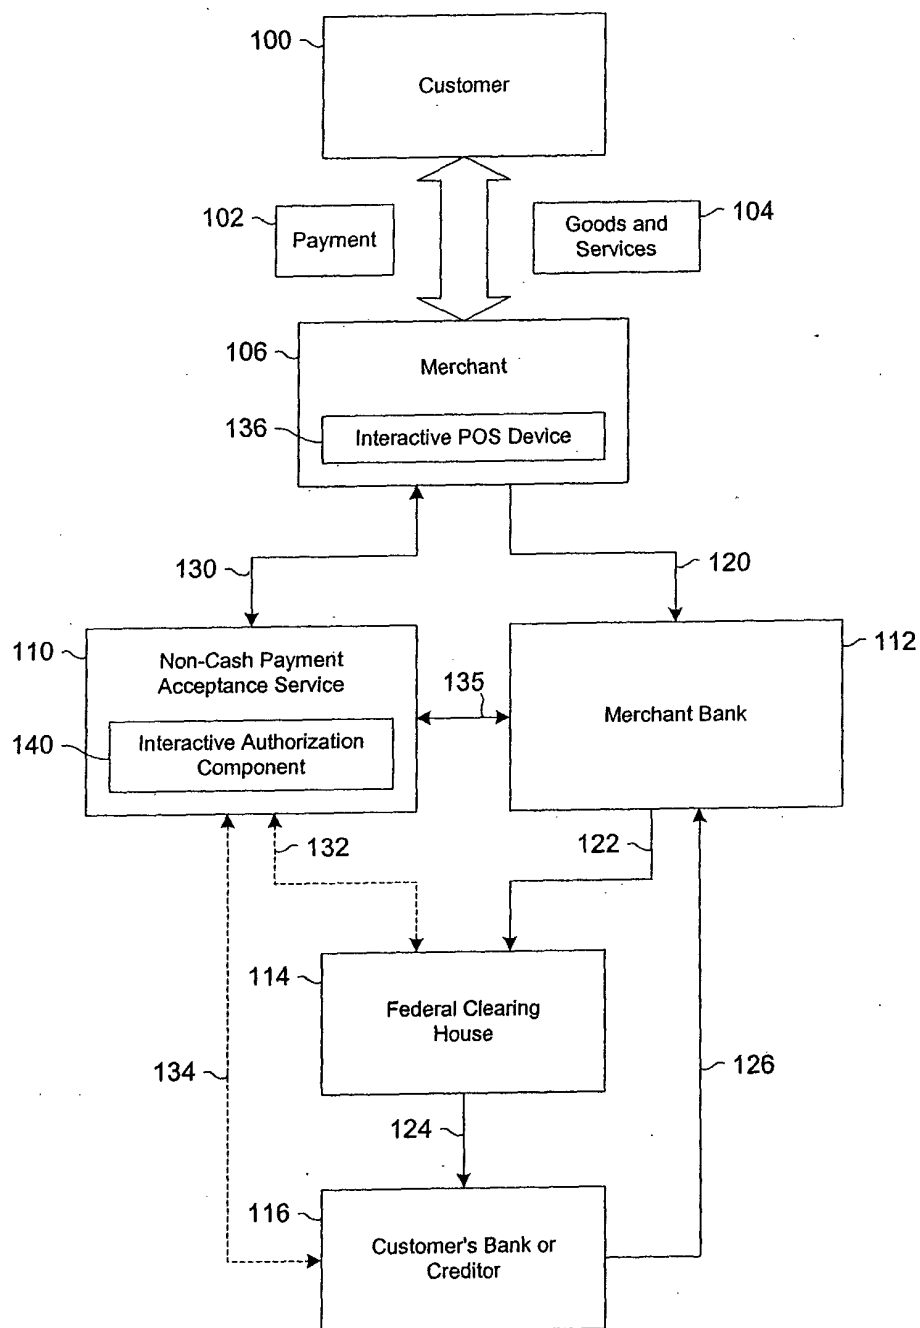 100
Customer
102
Payment
Goods and
Services
104
106
Merchant
136
Interactive POS Device
130
120
110
Non-Cash Payment
Acceptance Service
140
Interactive Authorization
Component
135
112
Merchant Bank
132
122
114
Federal Clearing
House
134
126
124
116
Customer's Bank or
Creditor